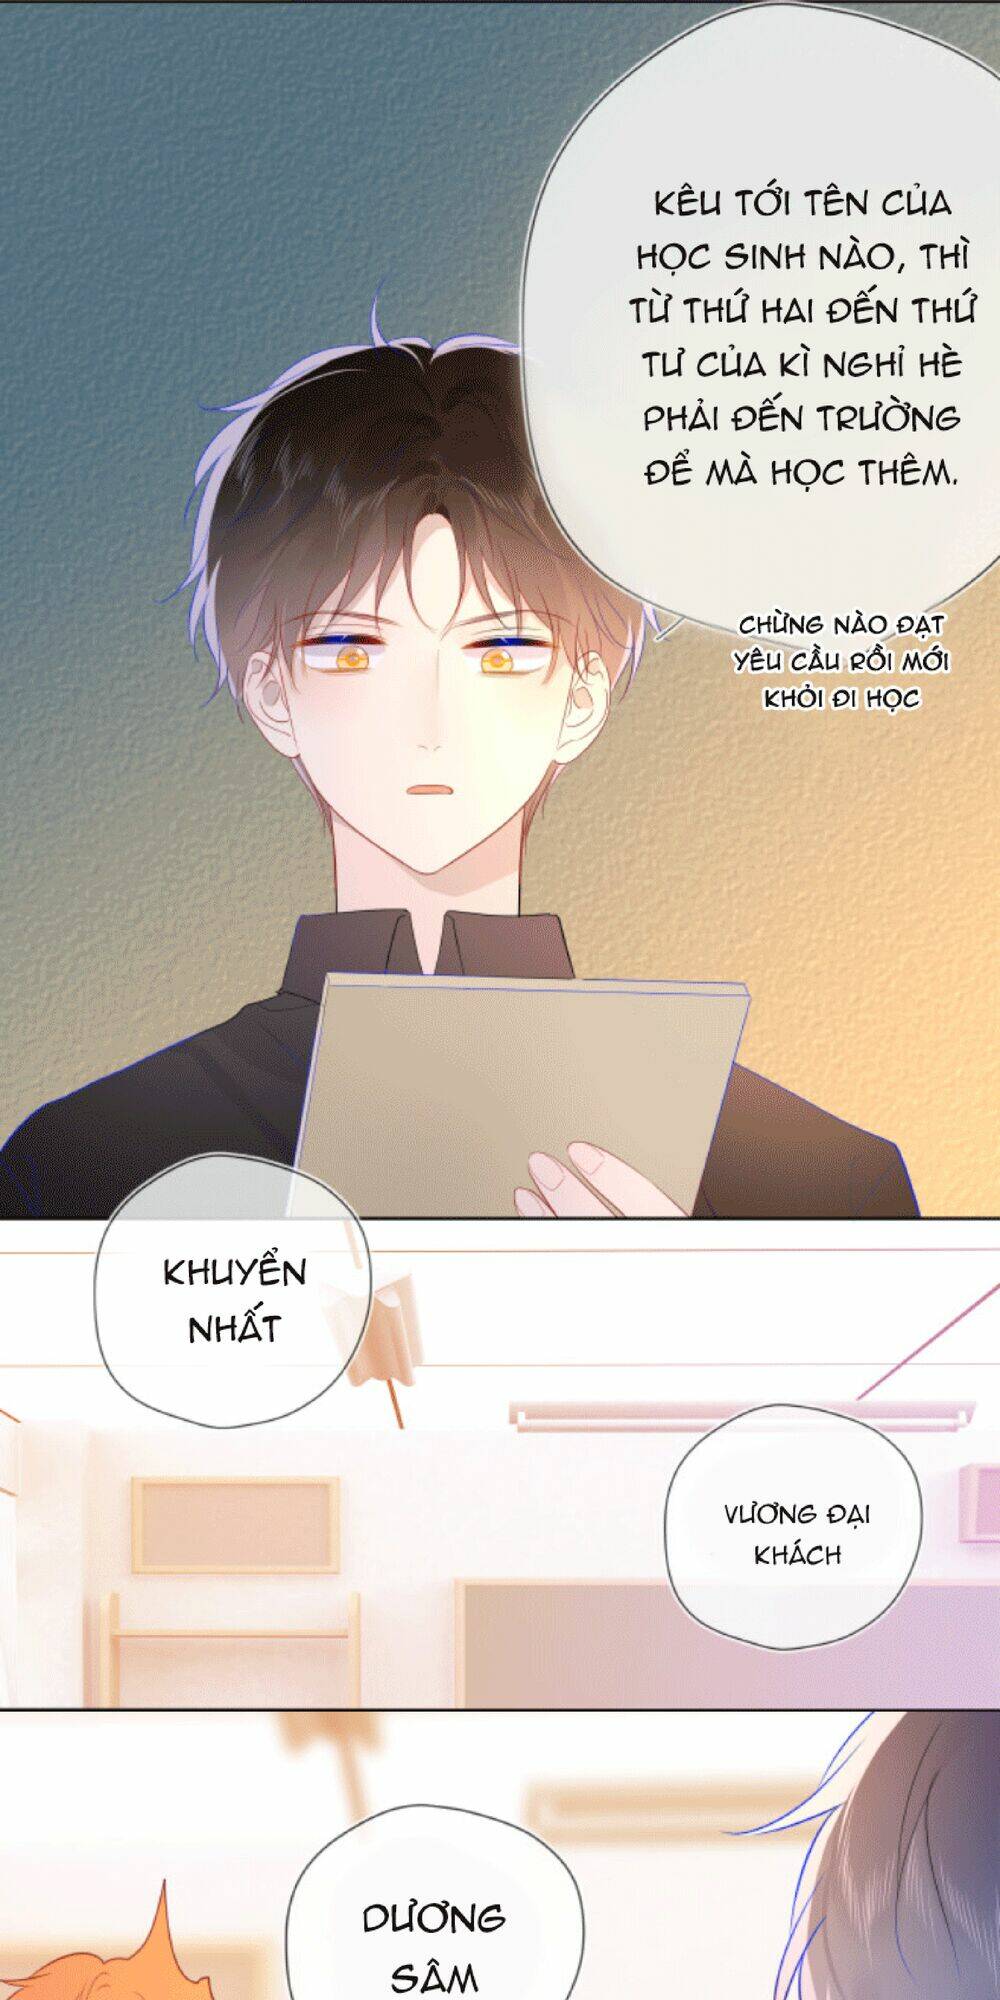 KÊU TỚI TÊN CỦA
HỌC SINH NÀO, THÌ
TỪ THỨ HAI ĐẾN THỨ
TƯ CỦA KÌ NGHỈ HÈ
PHẢI ĐẾN TRƯỜNG
ĐỂ MÀ HỌC THÊM.
CHỪNG NÀO ĐẠT
YÊU CẦU RỒI MỚI
KHỎI ĐI HỌC
KHUYỂN
NHẤT
VƯƠNG ĐẠI
KHÁCH
DƯƠNG
SÂM